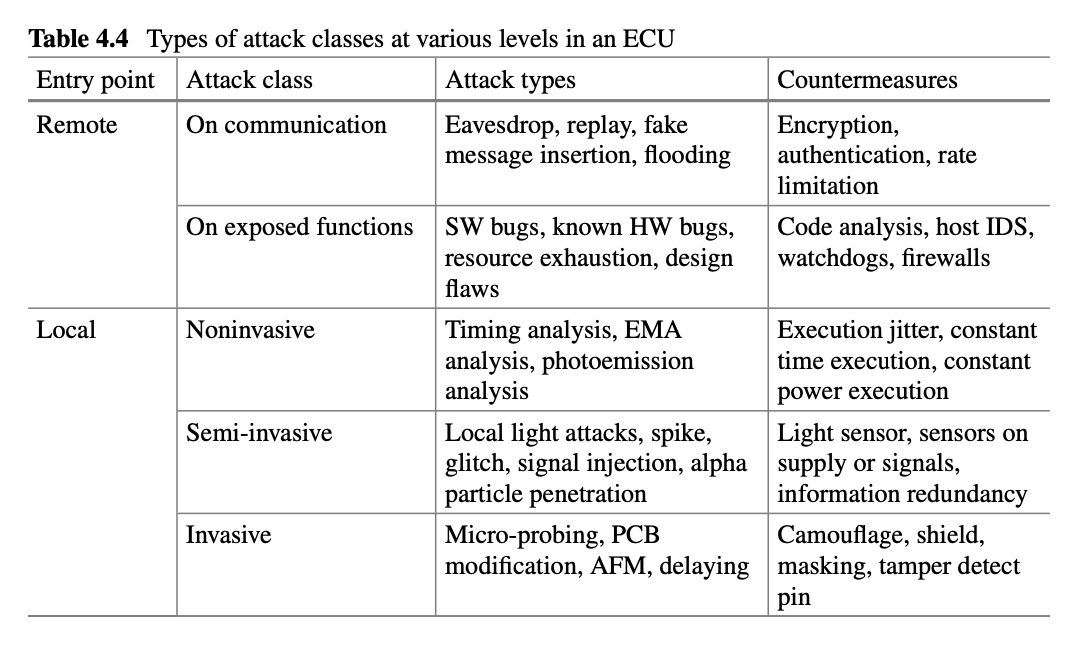 Table 4.4 Types of attack classes at various levels in an ECU
Entry point Attack class Attack types Countermeasures
Remote On communication Eavesdrop, replay, fake Encryption,
message insertion, flooding authentication, rate
limitation
On exposed functions SW bugs, known HW bugs, Code analysis, host IDS,
resource exhaustion, design watchdogs, firewalls
flaws
Local Noninvasive Timing analysis, EMA Execution jitter, constant
analysis, photoemission time execution, constant
analysis power execution
Semi-invasive Local light attacks, spike, Light sensor, sensors on
glitch, signal injection, alpha supply or signals,
particle penetration information redundancy
Invasive Micro-probing, PCB Camouflage, shield,
modification, AFM, delaying masking, tamper detect
pin